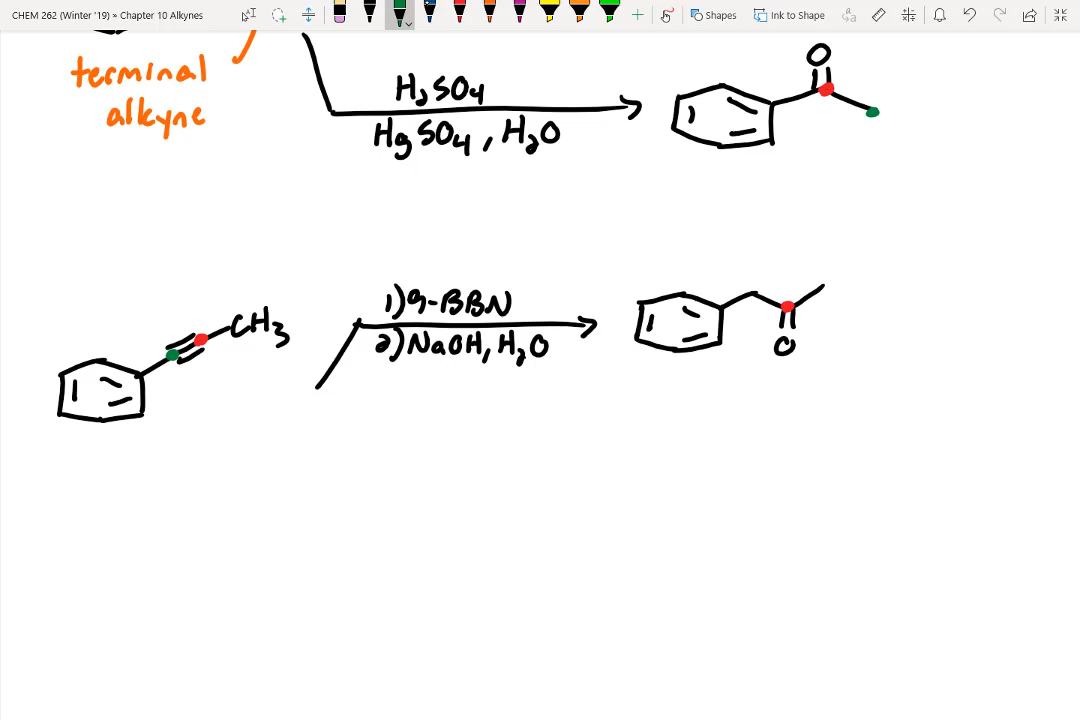 CHEM 262 (Winter '19) » Chapter 10 Alkynes
Shapes
Ink to Shape
terminal
alkyne
H2SO4
HgSO4, H2O
O
CH3
1) 9-BBN
2) NaOH, H2O
O